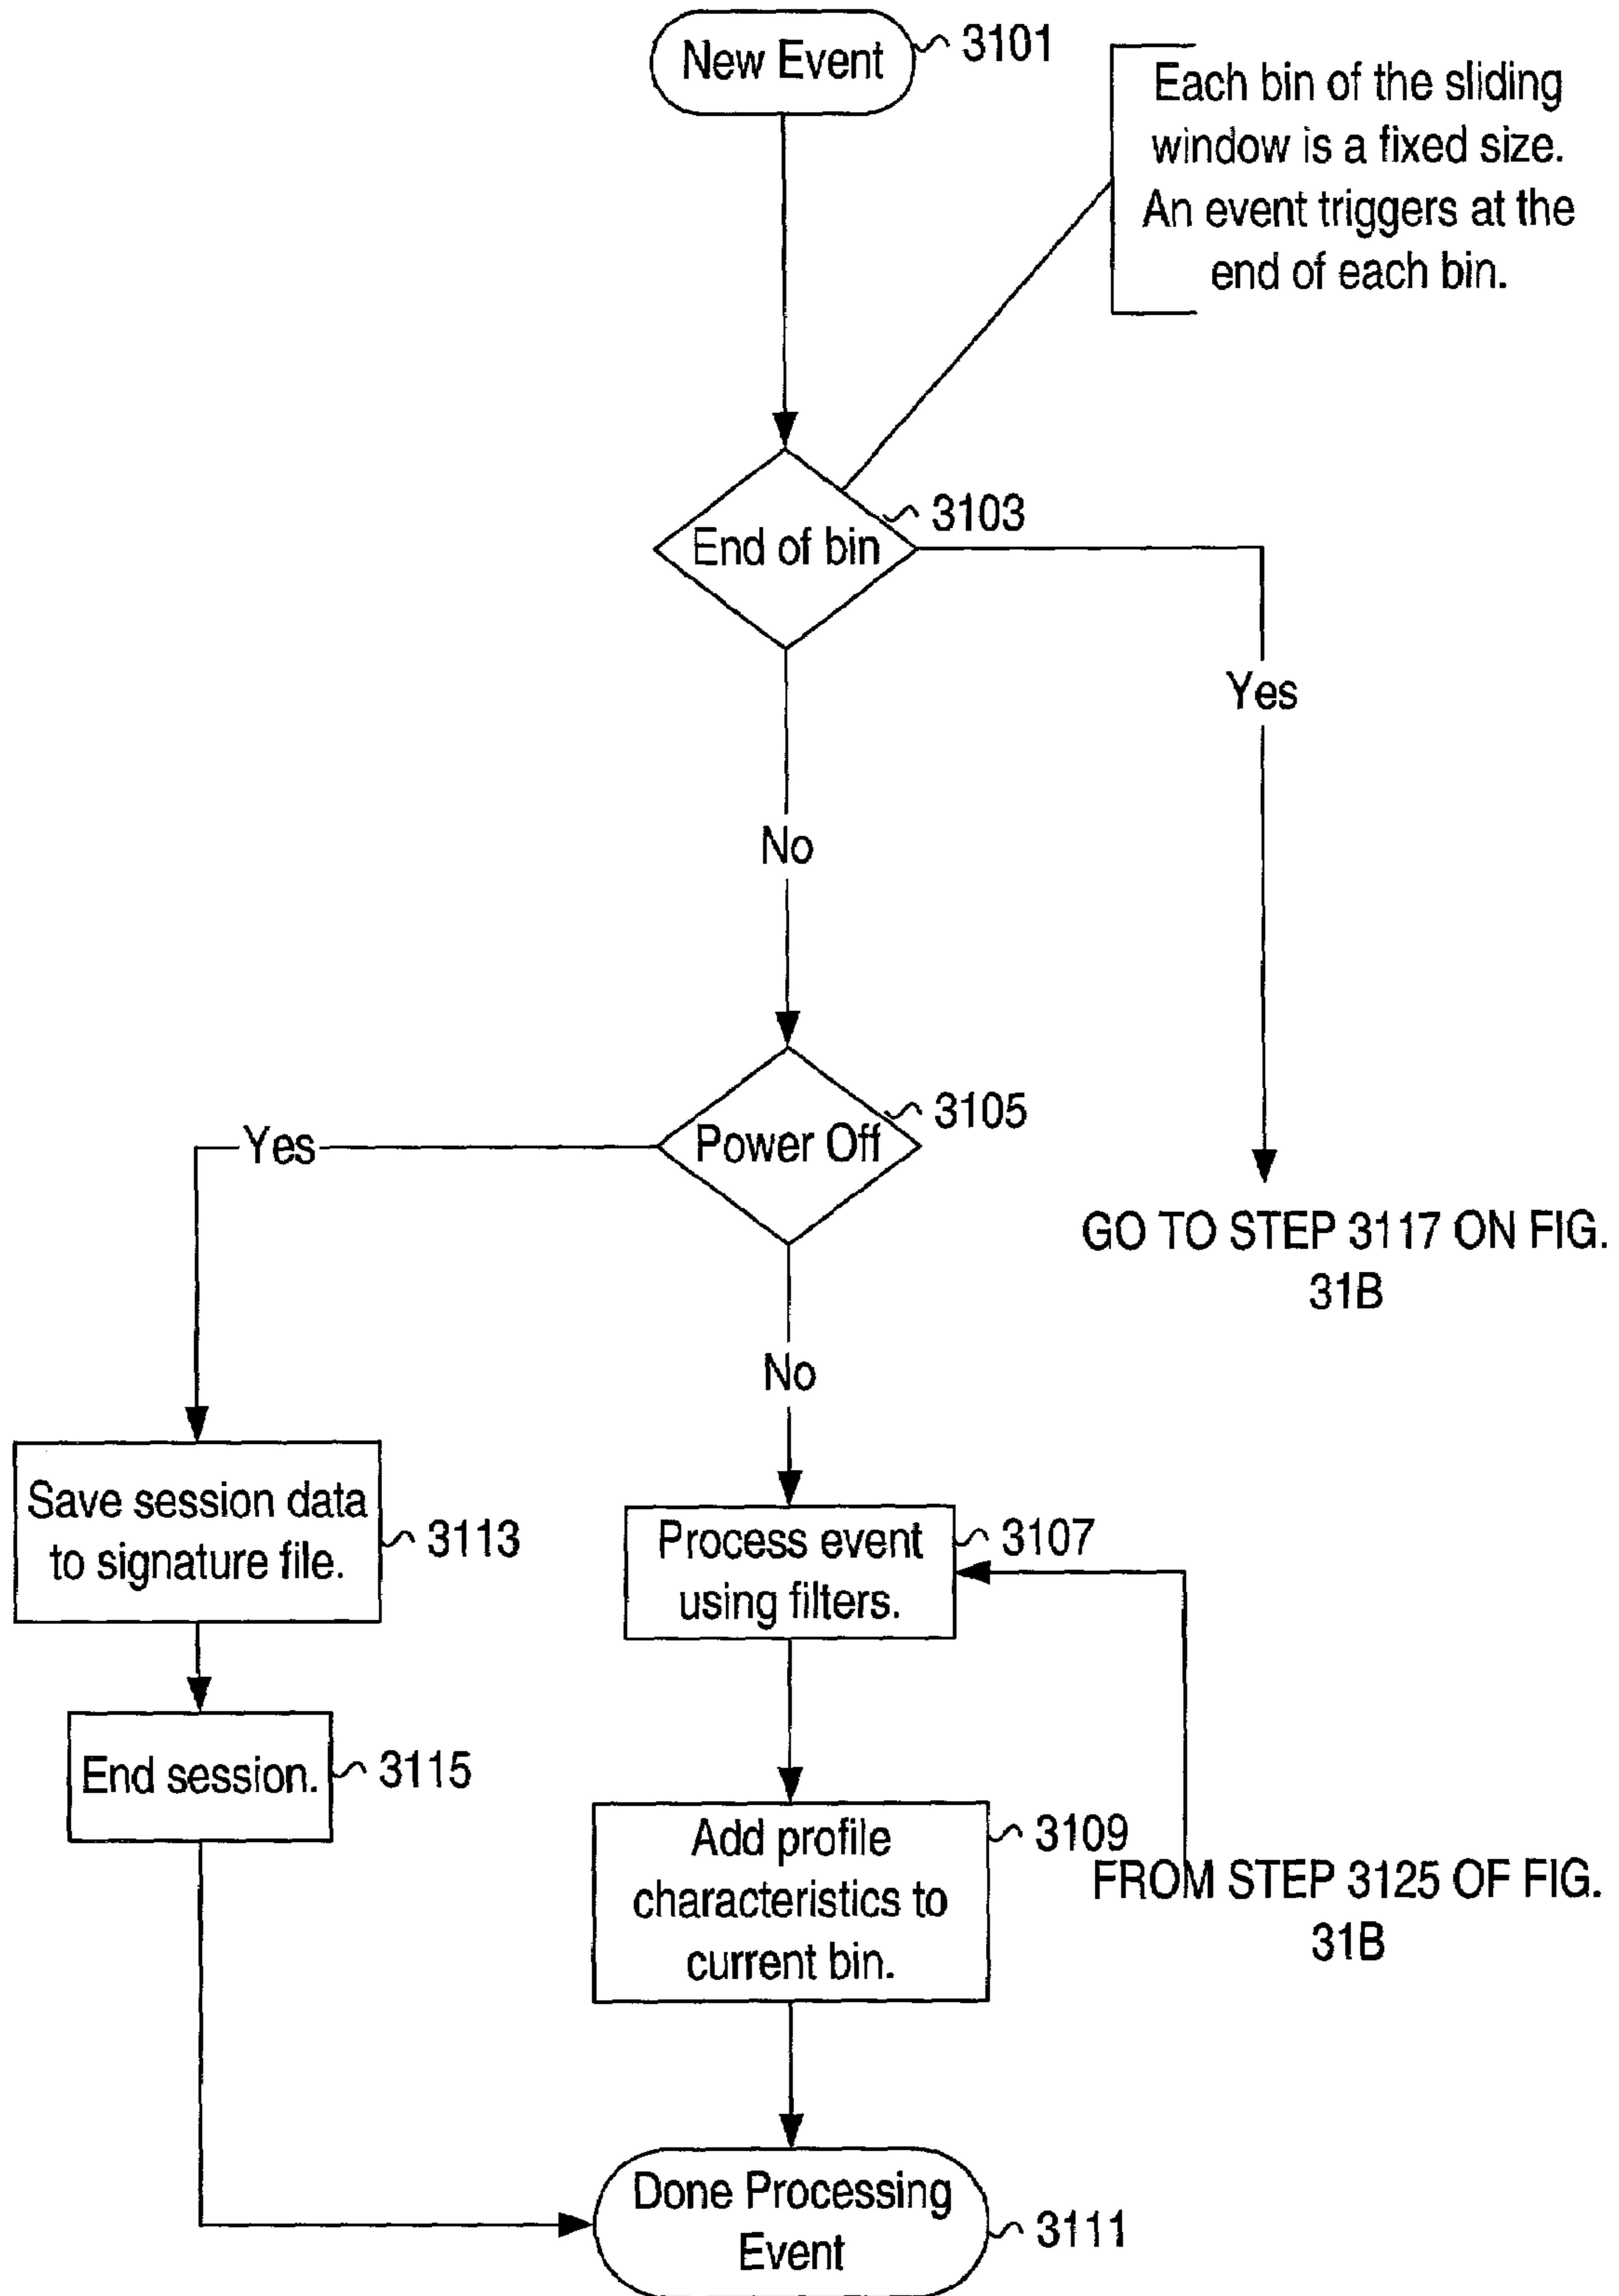 New Event
3101
Each bin of the sliding
window is a fixed size.
An event triggers at the
end of each bin.
3103
End of bin
Yes
No
3105
Power Off
Yes
GO TO STEP 3117 ON FIG.
31B
No
Save session data
to signature file.
3113
Process event
using filters.
3107
End session.
3115
Add profile
characteristics to
current bin.
3109
FROM STEP 3125 OF FIG.
31B
Done Processing
Event
3111